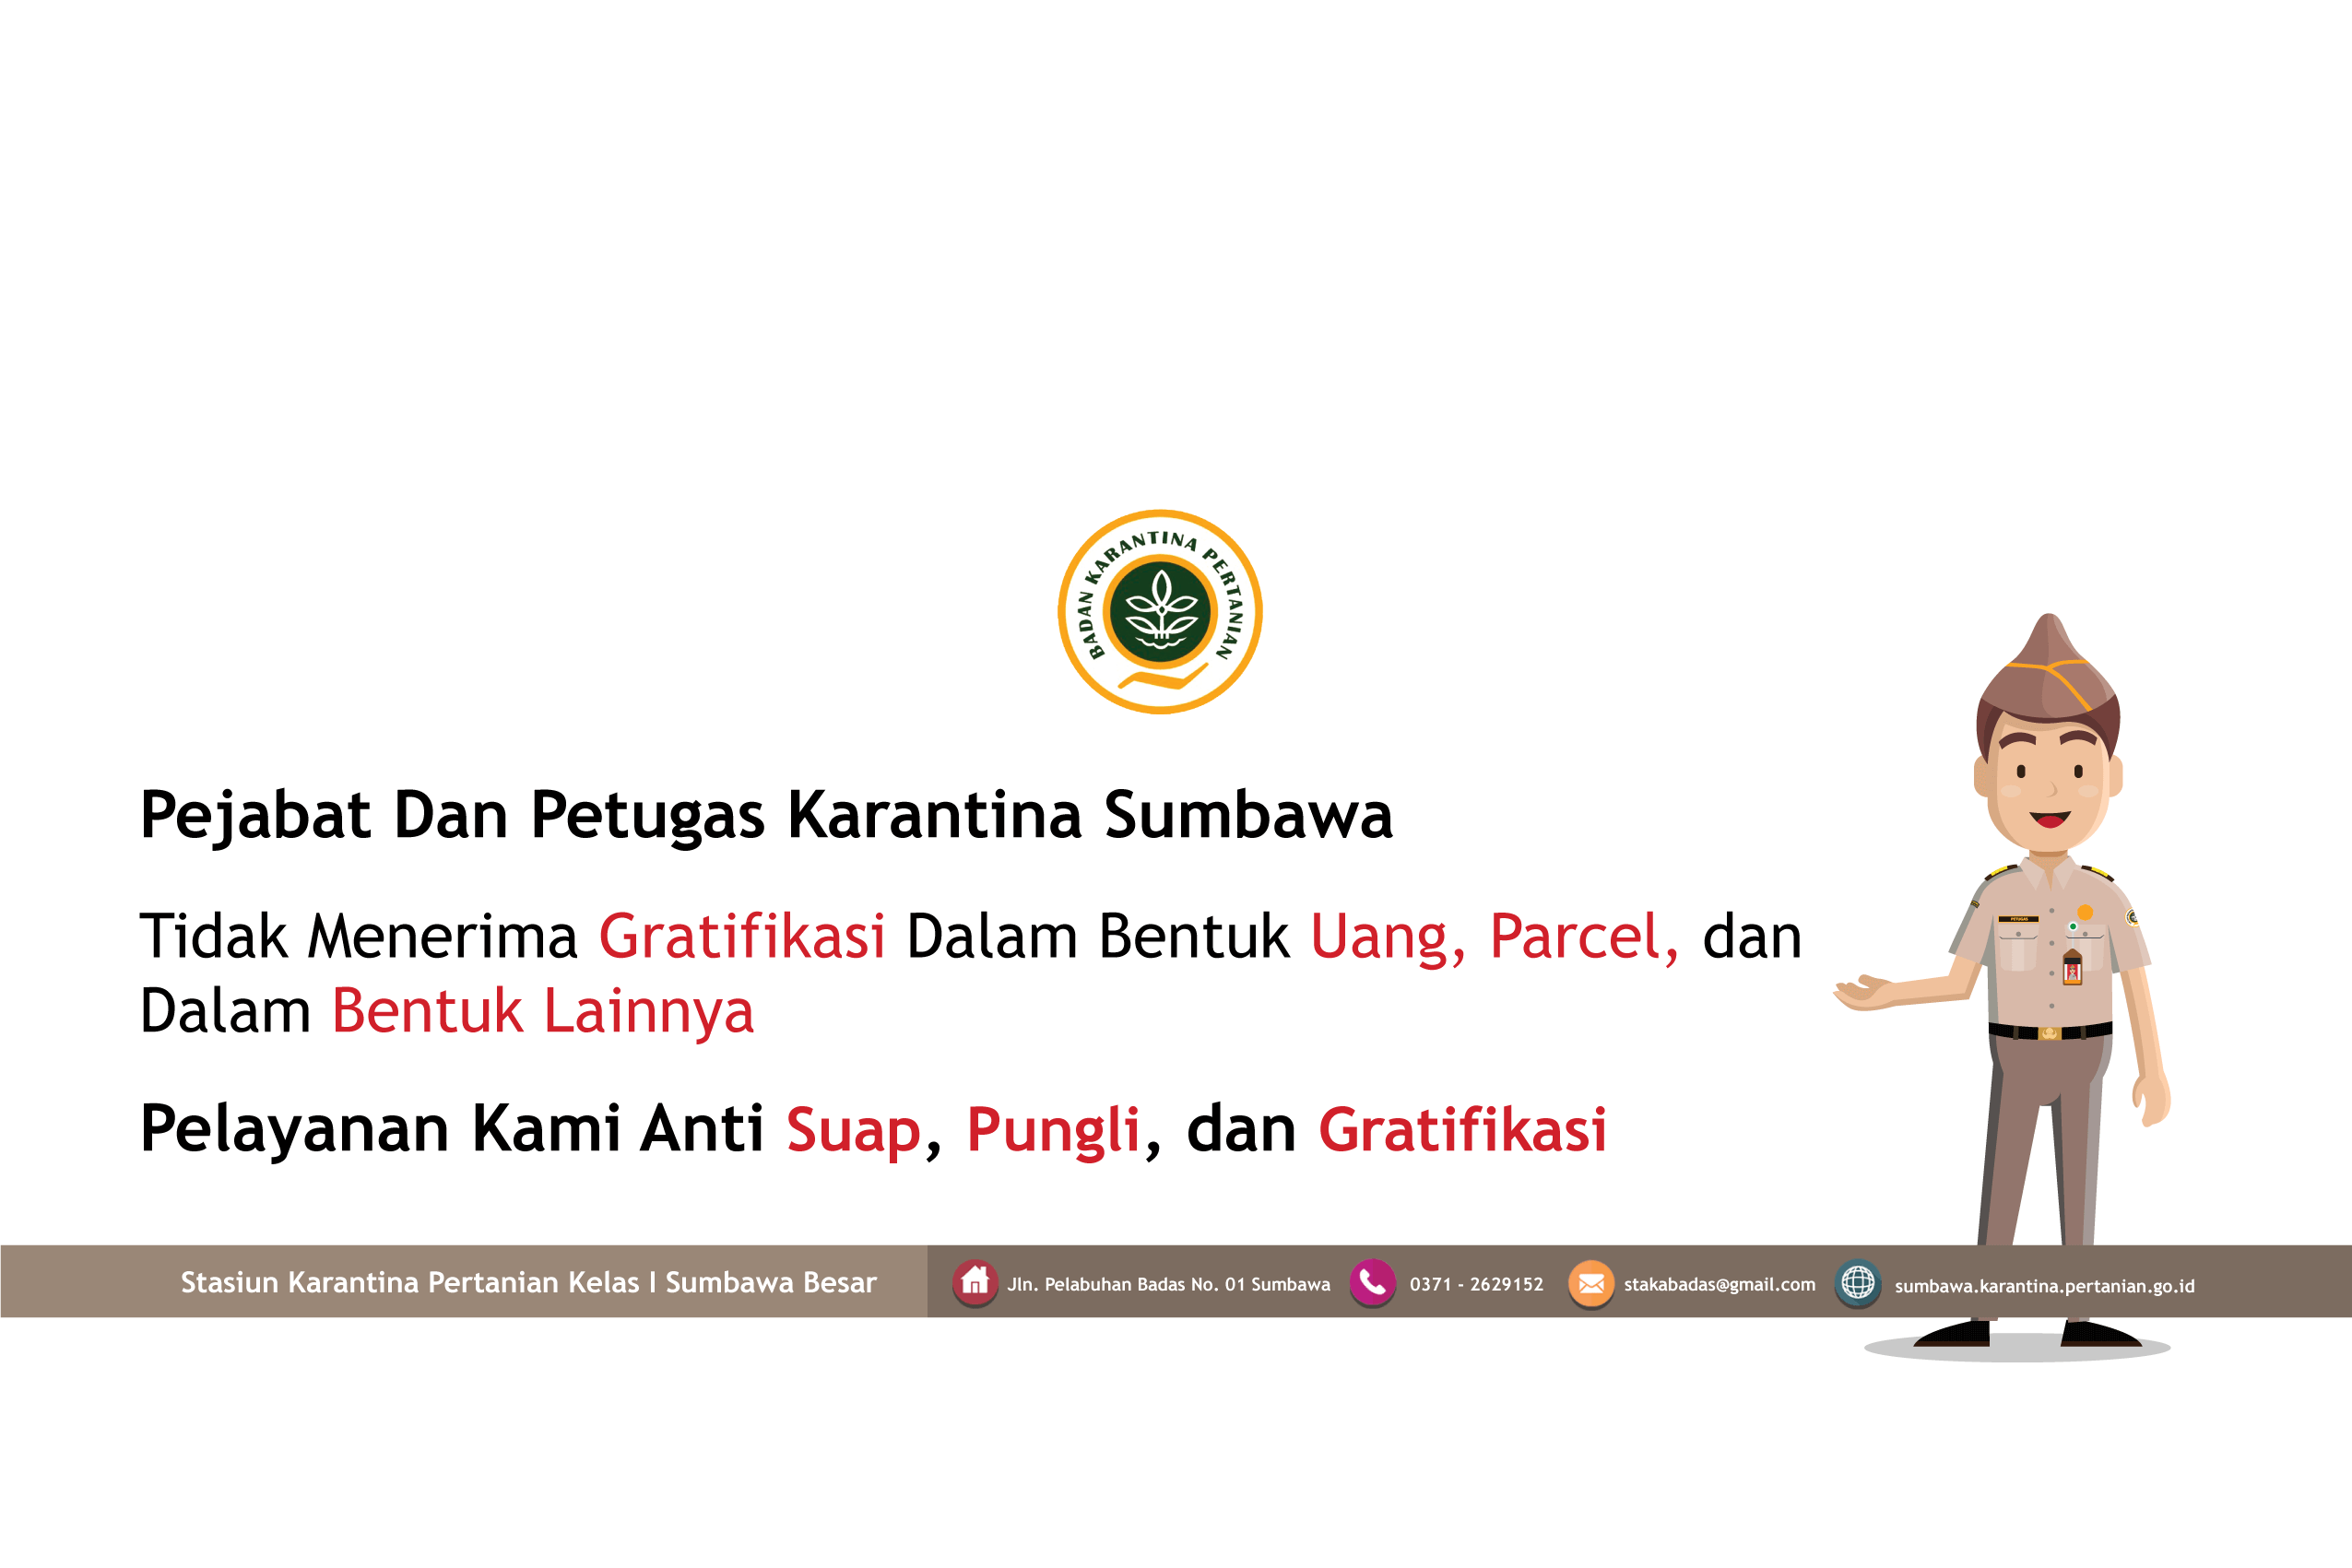 BADAN KARANTINA PERTANIAN
Pejabat Dan Petugas Karantina Sumbawa
Tidak Menerima Gratifikasi Dalam Bentuk Uang, Parcel, dan
Dalam Bentuk Lainnya
Pelayanan Kami Anti Suap, Pungli, dan Gratifikasi
PETUGAS
Stasiun Karantina Pertanian Kelas I Sumbawa Besar
Jln. Pelabuhan Badas No. 01 Sumbawa
0371 - 2629152
stakabadas@gmail.com
sumbawa.karantina.pertanian.go.id